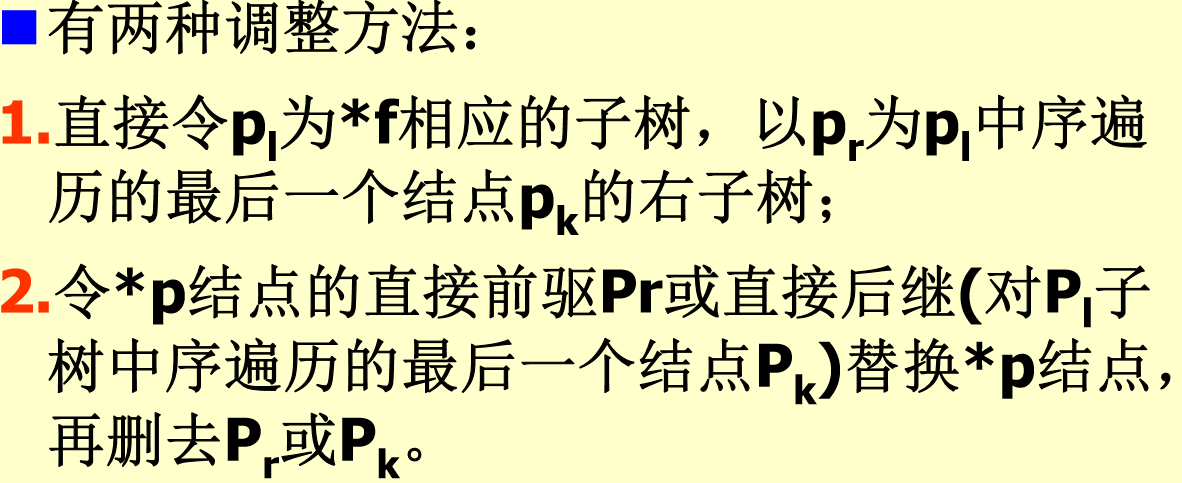 ■有两种调整方法：
1.直接令pl为*f相应的子树，以pr为pl中序遍
历的最后一个结点pk的右子树；
2.令*p结点的直接前驱Pr或直接后继(对Pl子
树中序遍历的最后一个结点Pk)替换*p结点，
再删去Pr或Pk。